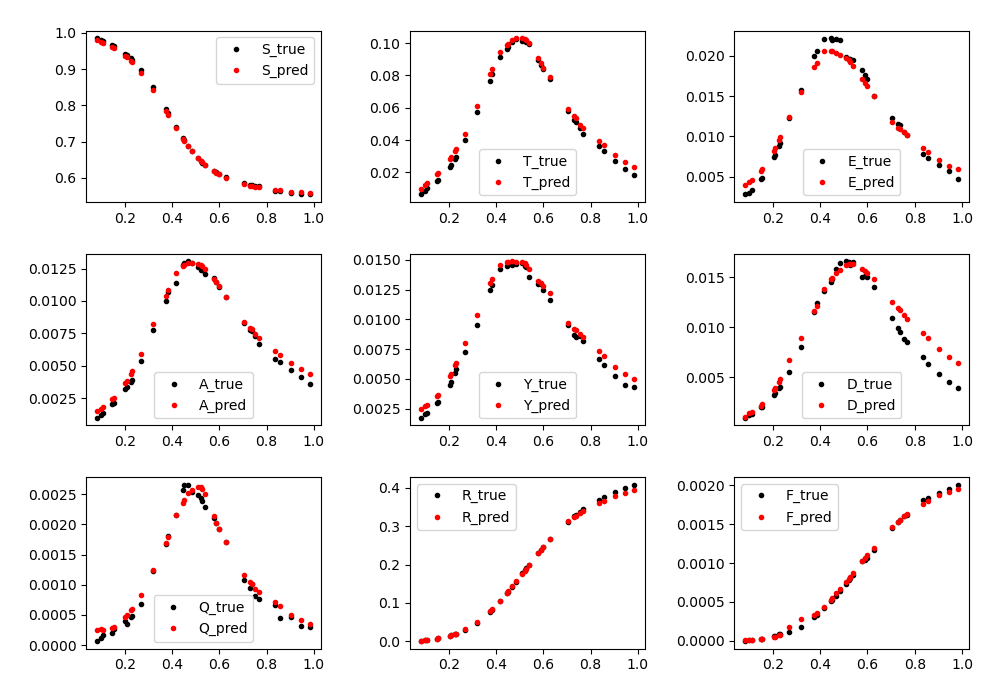 1.0
0.9
0.8
0.7
0.6
S_true
S_pred
0.2 0.4 0.6 0.8 1.0
0.10
0.08
0.06
0.04
0.02
T_true
T_pred
0.2 0.4 0.6 0.8 1.0
0.020
0.015
0.010
0.005
E_true
E_pred
0.2 0.4 0.6 0.8 1.0
0.0125
0.0100
0.0075
0.0050
0.0025
A_true
A_pred
0.2 0.4 0.6 0.8 1.0
0.0150
0.0125
0.0100
0.0075
0.0050
0.0025
Y_true
Y_pred
0.2 0.4 0.6 0.8 1.0
0.015
0.010
0.005
D_true
D_pred
0.2 0.4 0.6 0.8 1.0
0.0025
0.0020
0.0015
0.0010
0.0005
0.0000
Q_true
Q_pred
0.2 0.4 0.6 0.8 1.0
0.4
0.3
0.2
0.1
0.0
R_true
R_pred
0.2 0.4 0.6 0.8 1.0
0.0020
0.0015
0.0010
0.0005
0.0000
F_true
F_pred
0.2 0.4 0.6 0.8 1.0